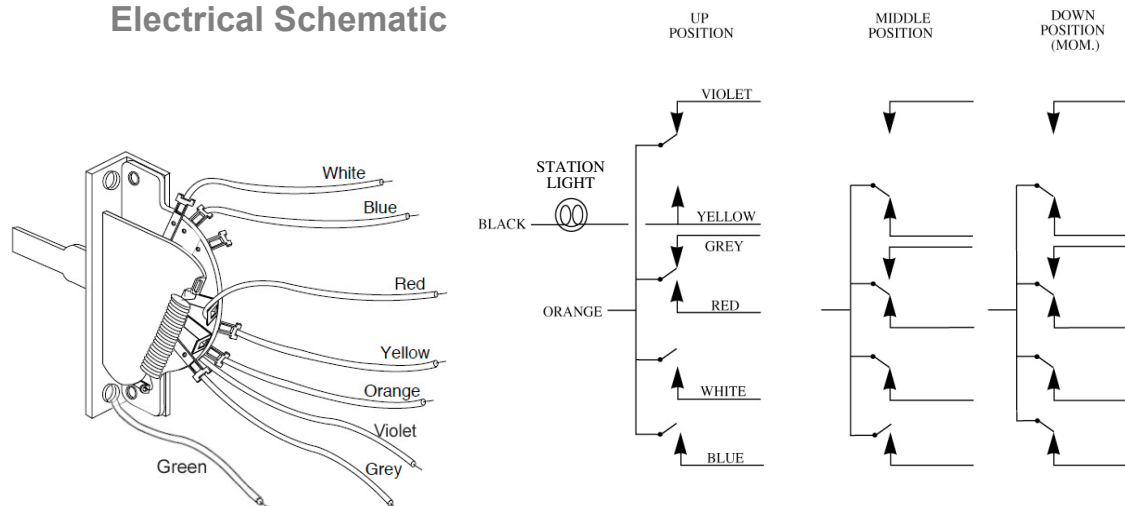 Electrical Schematic
White
Blue
Red
Yellow
Orange
Violet
Grey
Green
UP
POSITION
MIDDLE
POSITION
DOWN
POSITION
(MOM.)
VIOLET
STATION
LIGHT
BLACK
YELLOW
GREY
ORANGE
RED
WHITE
BLUE